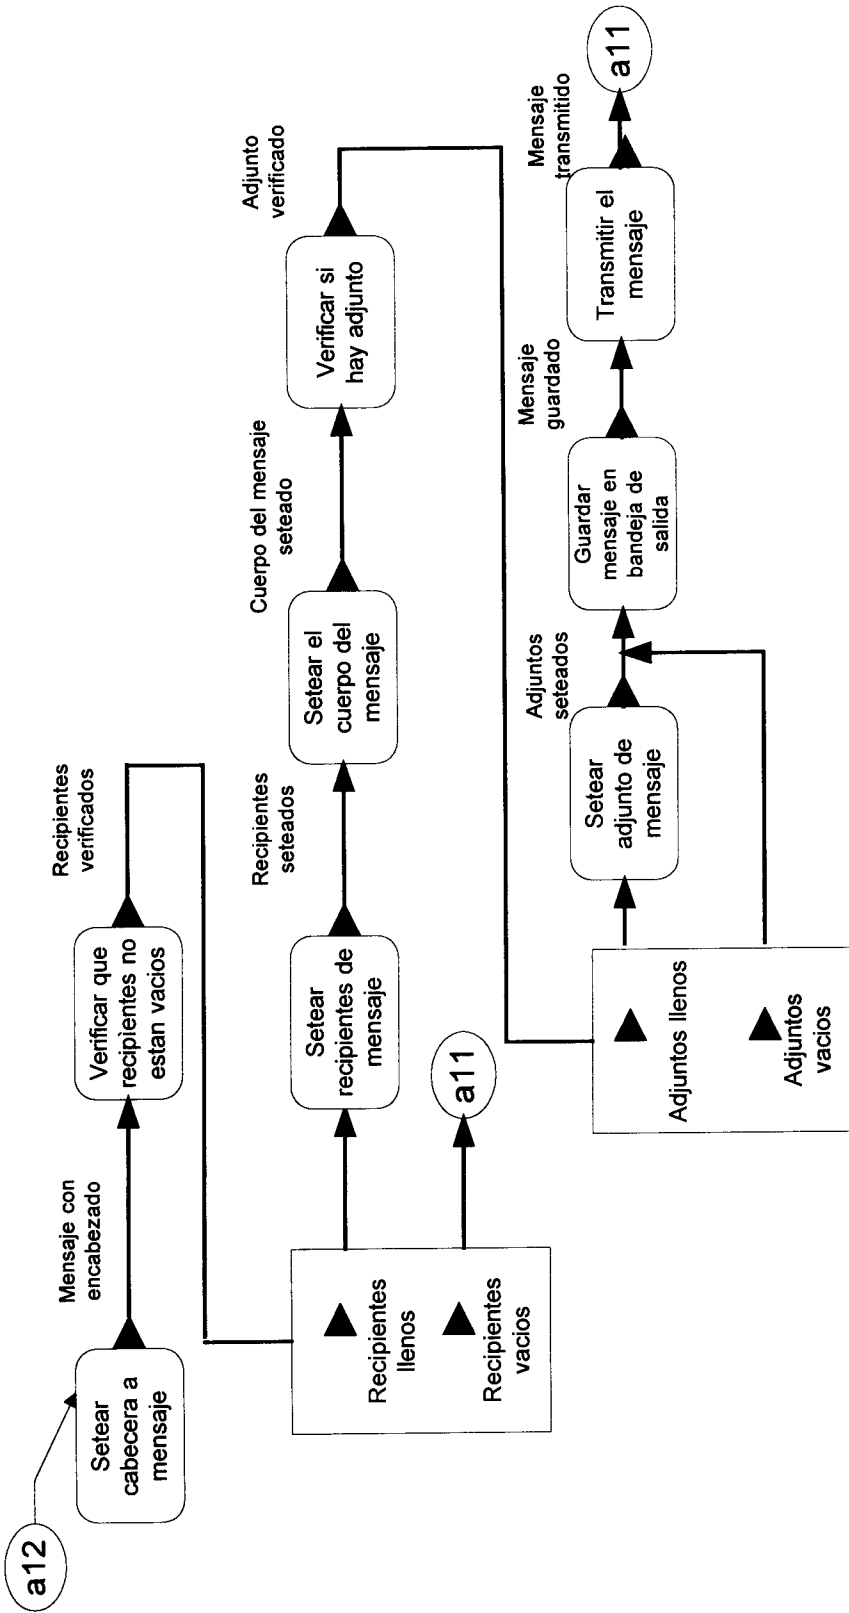 a12
Setear
cabecera a
mensaje
Mensaje con
encabezado
Verificar que
recipientes no
estan vacios
Recipientes
verificados
Recipientes
llenos
Recipientes
vacios
a11
Setear
recipientes de
mensaje
Recipientes
seteados
Setear el
cuerpo del
mensaje
Cuerpo del mensaje
seteado
Verificar si
hay adjunto
Adjunto
verificado
Adjuntos llenos
Adjuntos
vacios
Setear
adjunto de
mensaje
Adjuntos
seteados
Guardar
mensaje en
bandeja de
salida
Mensaje
guardado
Transmitir el
mensaje
Mensaje
transmitido
a11